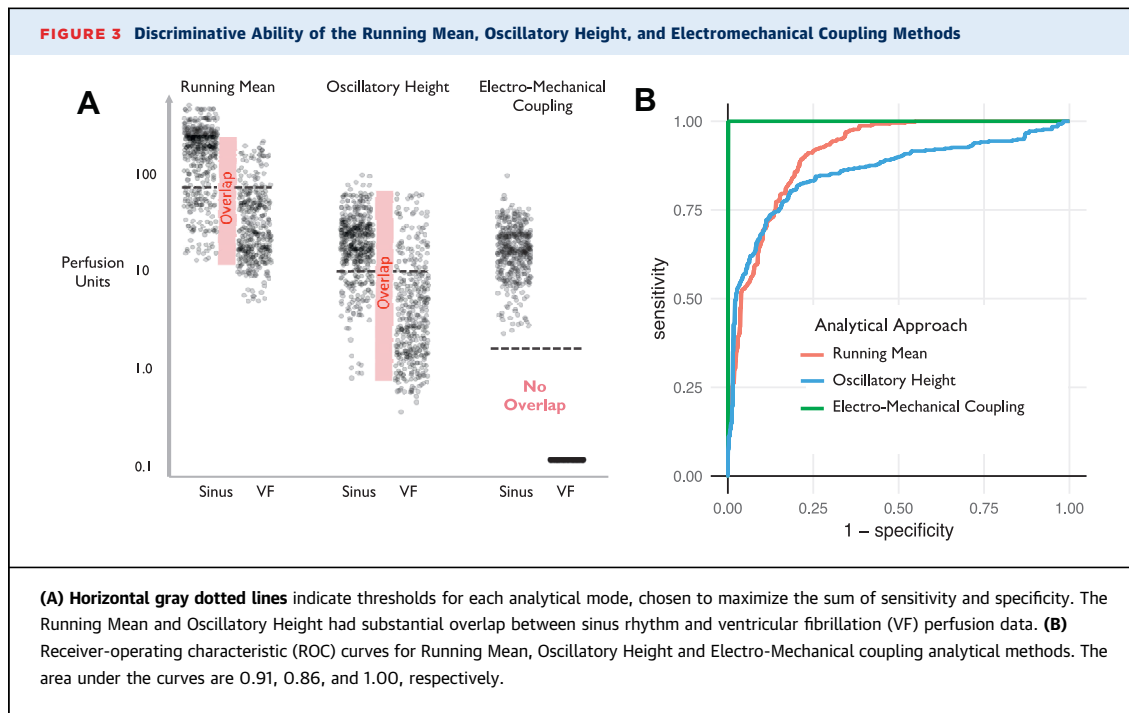 FIGURE 3 Discriminative Ability of the Running Mean, Oscillatory Height, and Electromechanical Coupling Methods
A
Running Mean
Oscillatory Height
Electro-Mechanical
Coupling
Perfusion
Units
100
10
1.0
0.1
Overlap
Overlap
No
Overlap
Sinus VF
Sinus VF
Sinus VF
B
sensitivity
1.00
0.75
0.50
0.25
0.00
Analytical Approach
Running Mean
Oscillatory Height
Electro-Mechanical Coupling
0.00 0.25 0.50 0.75 1.00
1 – specificity
(A) Horizontal gray dotted lines indicate thresholds for each analytical mode, chosen to maximize the sum of sensitivity and specificity. The
Running Mean and Oscillatory Height had substantial overlap between sinus rhythm and ventricular fibrillation (VF) perfusion data. (B)
Receiver-operating characteristic (ROC) curves for Running Mean, Oscillatory Height and Electro-Mechanical coupling analytical methods. The
area under the curves are 0.91, 0.86, and 1.00, respectively.